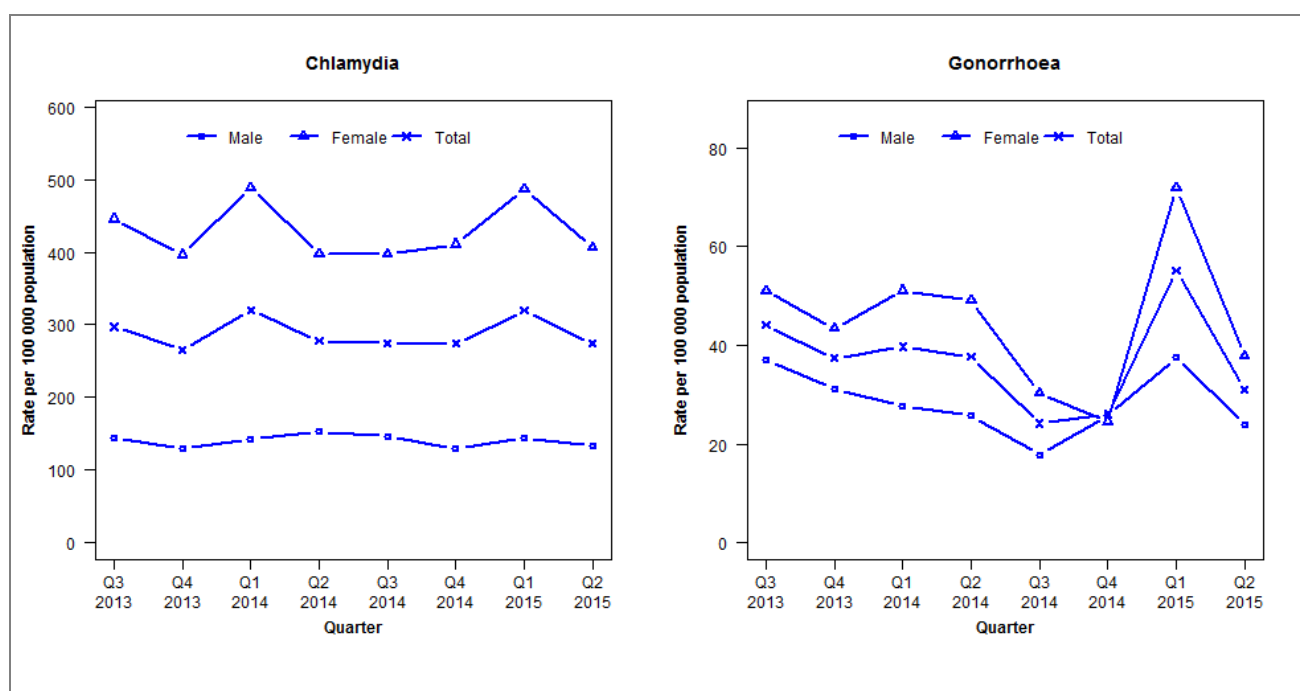 Chlamydia
Rate per 100 000 population
600
500
400
300
200
100
0
Male Female Total
Q3 Q4 Q1 Q2 Q3 Q4 Q1 Q2
2013 2013 2014 2014 2014 2014 2015 2015
Quarter
Gonorrhoea
Rate per 100 000 population
80
60
40
20
0
Male Female Total
Q3 Q4 Q1 Q2 Q3 Q4 Q1 Q2
2013 2013 2014 2014 2014 2014 2015 2015
Quarter